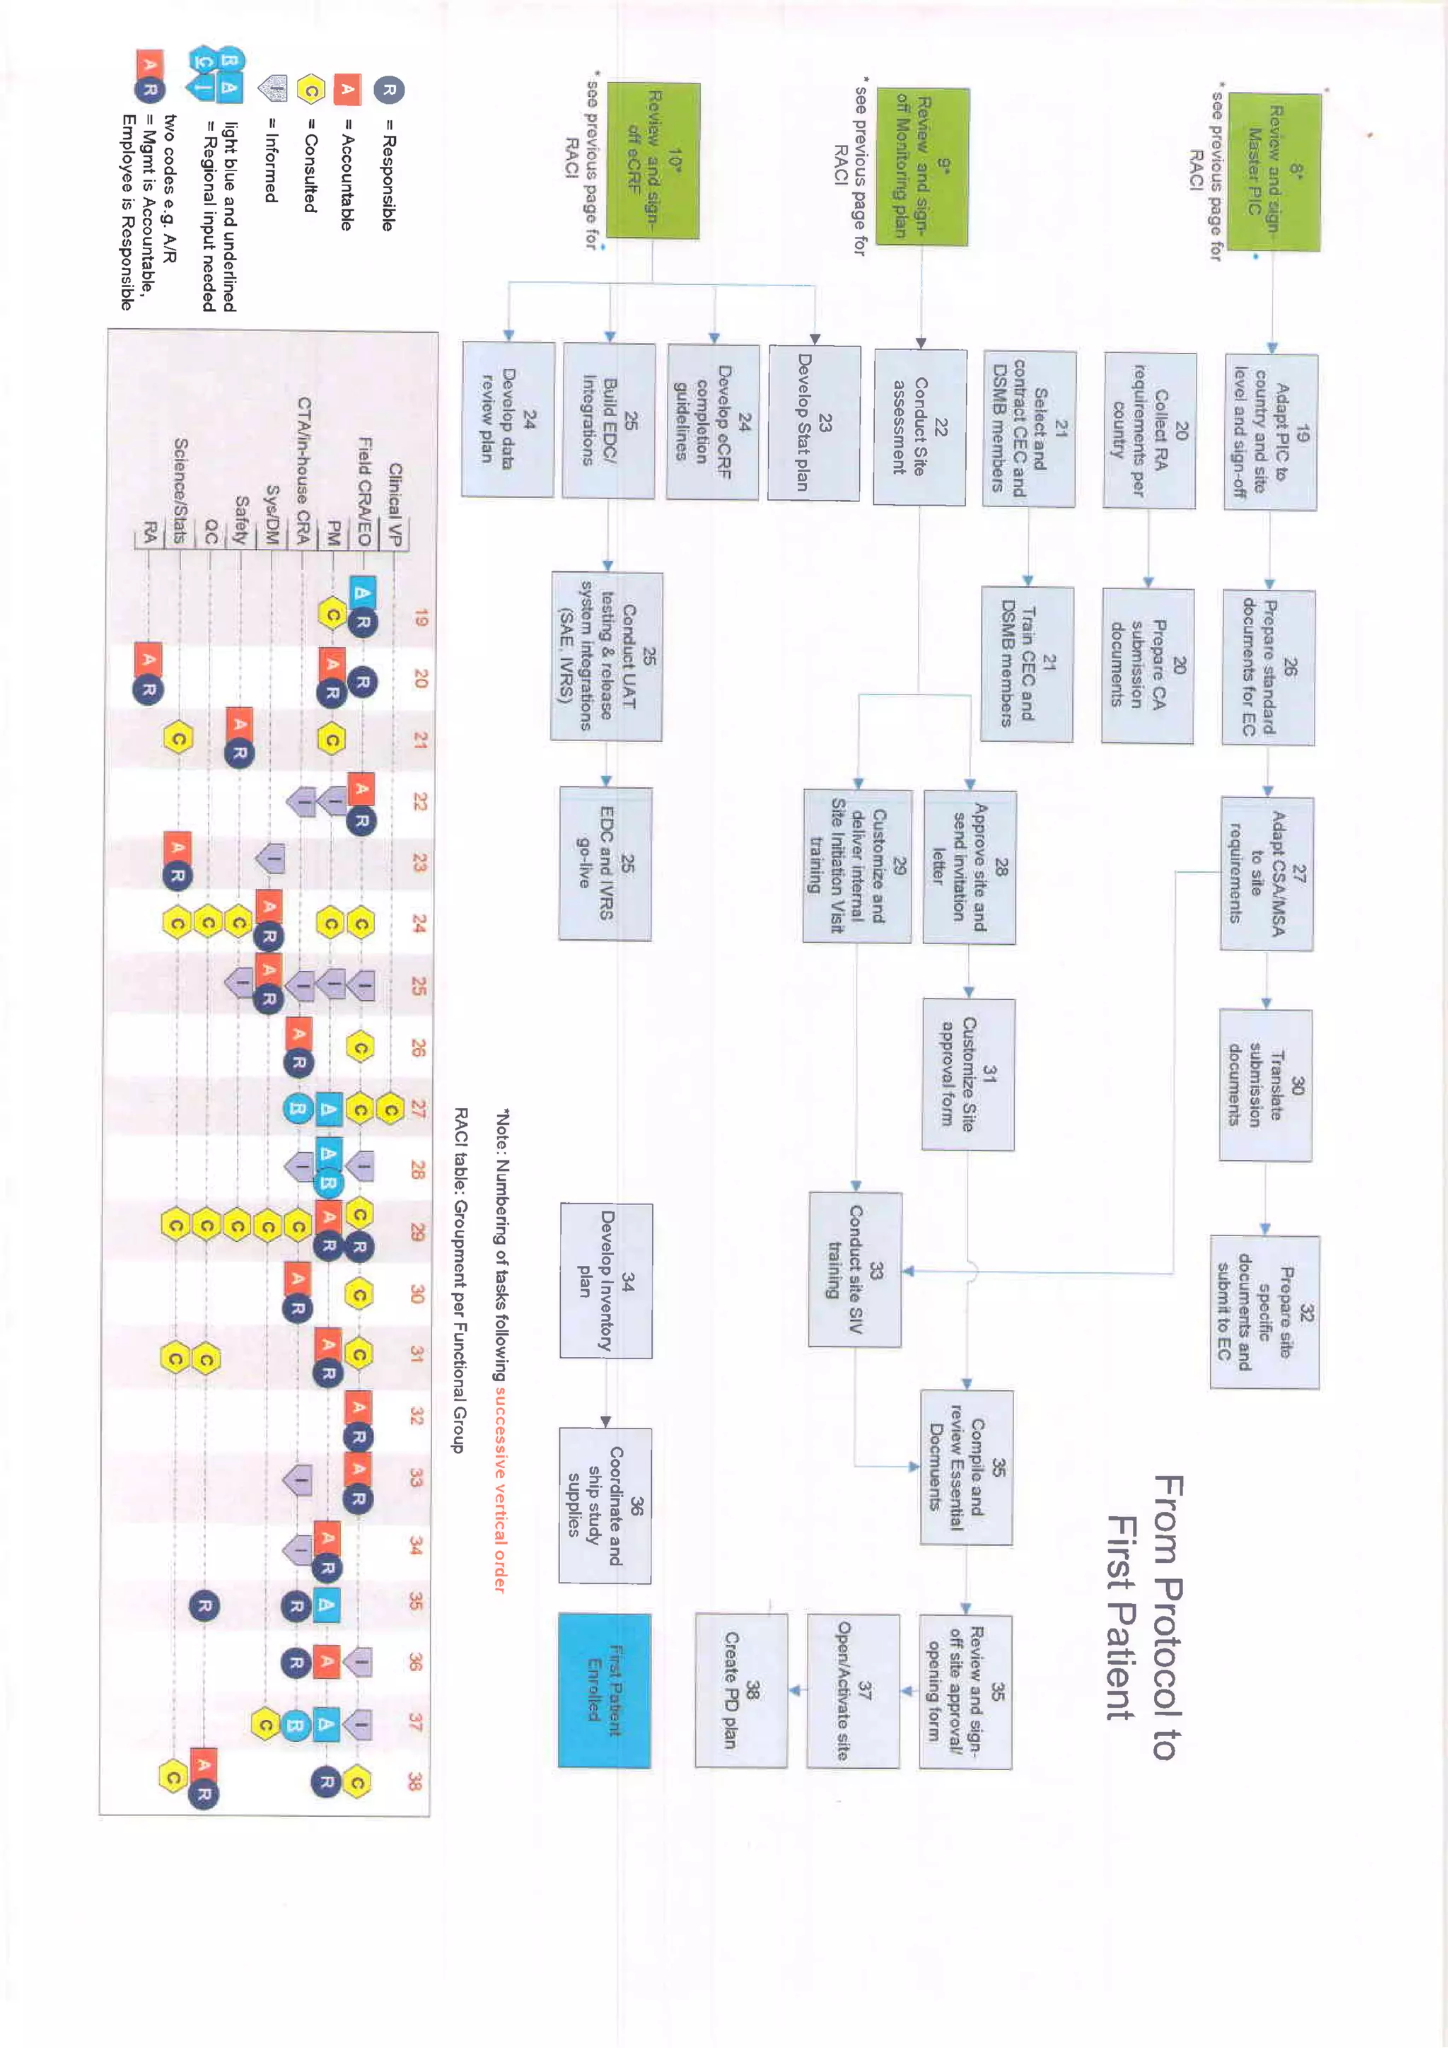 From Protocol to
First Patient
8*
Review and sign-
Master PIC
* see previous page for
RACI
19
Adapt PIC to
country and site
level and sign-off
26
Prepare standard
documents for EC
27
Adapt CSA/MSA
to site
requirements
30
Translate
submission
documents
32
Prepare site
specific
documents and
submit to EC
20
Collect RA
requirements per
country
20
Prepare CA
submission
documents
21
Select and
contract CEC and
DSMB members
21
Train CEC and
DSMB members
9*
Review and sign-
off Monitoring plan
* see previous page for
RACI
22
Conduct Site
assessment
28
Approve site and
send invitation
letter
31
Customize Site
approval form
35
Compile and
review Essential
Docmuents
35
Review and sign-
off site approval/
opening form
29
Customize and
deliver internal
Site Initiation Visit
training
33
Conduct site SIV
training
37
Open/Activate site
23
Develop Stat plan
38
Create PD plan
10*
Review and sign-
off eCRF
* see previous page for
RACI
24
Develop eCRF
completion
guidelines
25
Build EDC/
Integrations
25
Conduct UAT
testing & release
system integrations
(SAE, IVRS)
25
EDC and IVRS
go-live
34
Develop Inventory
plan
36
Coordinate and
ship study
supplies
First Patient
Enrolled
24
Develop data
review plan
*Note: Numbering of tasks following successive vertical order
RACI table: Groupment per Functional Group
R = Responsible
A = Accountable
C = Consulted
I = Informed
R A light blue and underlined
C I = Regional input needed
two codes e.g. A/R
A R = Mgmt is Accountable,
Employee is Responsible
19 20 21 22 23 24 25 26 27 28 29 30 31 32 33 34 35 36 37 38
Clinical VP C
Field CRA/EO A R R A R C I C C I C R C C A R A R I I C
PM C A R C I C I A A R A R A R A R A A A R
CTA/in-house CRA I I A R R I C A R I I R R R
Sys/DM I A R A R C C
Safety A R C I C
QC C C C R A R
Science/Stats C A R C C C C
RA A R